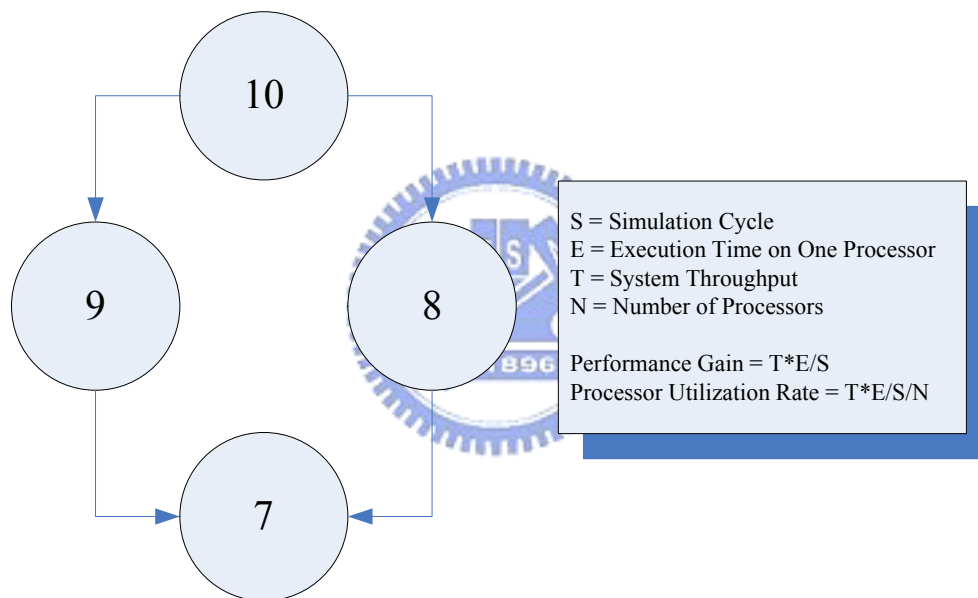 10
9
8
7
S = Simulation Cycle
E = Execution Time on One Processor
T = System Throughput
N = Number of Processors
Performance Gain = T*E/S
Processor Utilization Rate = T*E/S/N
1896